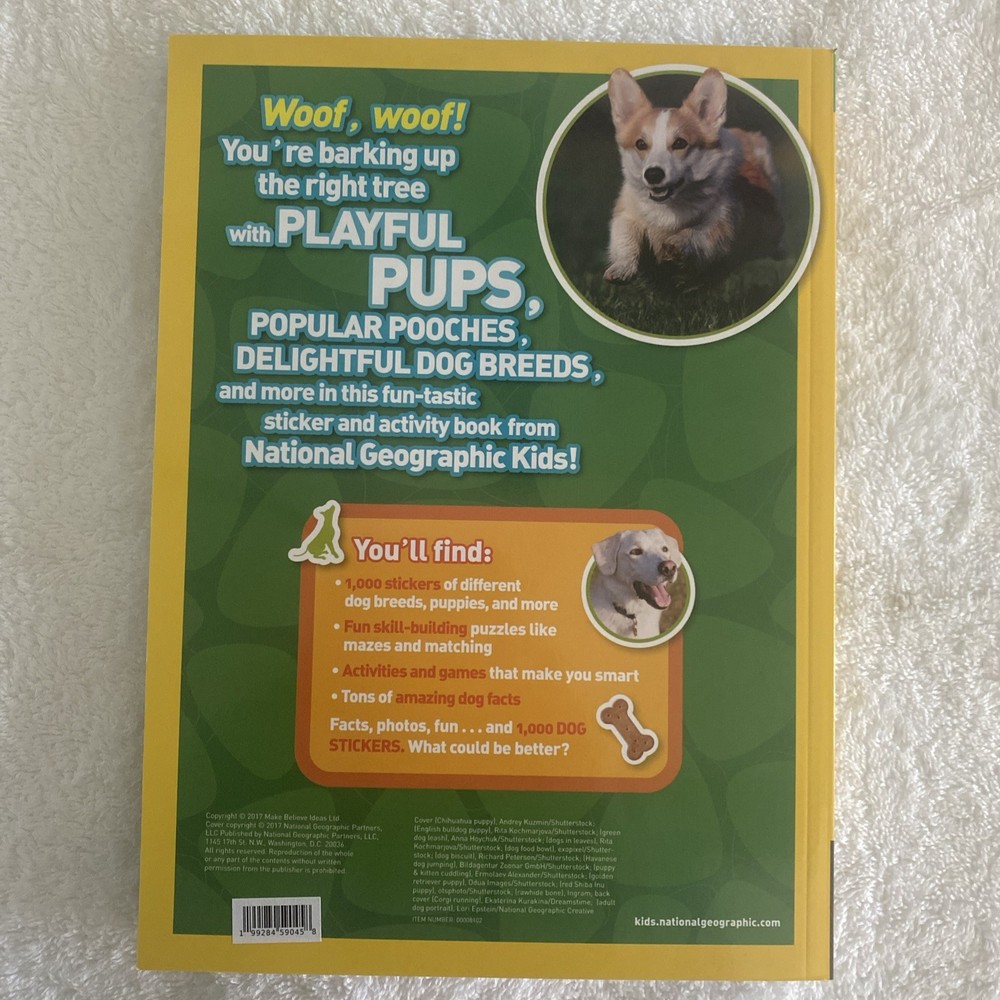 Woof, woof!
You're barking up
the right tree
with PLAYFUL
PUPS,
POPULAR POOCHES,
DELIGHTFUL DOG BREEDS,
and more in this fun-tastic
sticker and activity book from
National Geographic Kids!
You'll find:
• 1,000 stickers of different
dog breeds, puppies, and more
• Fun skill-building puzzles like
mazes and matching
• Activities and games that make you smart
• Tons of amazing dog facts
Facts, photos, fun ... and 1,000 DOG
STICKERS. What could be better?
Copyright © 2017 Make Believe Ideas Ltd
Cover copyright © 2017 National Geographic Partners,
LLC Published by National Geographic Partners, LLC,
1145 17th St. N.W., Washington, D.C. 20036
All rights reserved. Reproduction of the whole
or any part of the contents without written
permission from the publisher is prohibited.
Cover (Chihuahua puppy), Andrey Kuzmin/Shutterstock;
(English bulldog puppy), Rita Kochmarjova/Shutterstock; (green
dog leash), Anna Hoychuk/Shutterstock; (dogs in leaves), Rita
Kochmarjova/Shutterstock; (dog food bowl), exopixel/Shutter-
stock; (dog biscuit), Richard Peterson/Shutterstock; (Havanese
dog jumping), Bildagentur Zoonar GmbH/Shutterstock; (puppy
& kitten cuddling), Ermolaev Alexander/Shutterstock; (golden
retriever puppy), Odua Images/Shutterstock; (red Shiba Inu
puppy), otsphoto/Shutterstock; (rawhide bone), Ingram; back
cover (Corgi running), Ekaterina Kurakina/Dreamstime; (adult
dog portrait), Lori Epstein/National Geographic Creative
ITEM NUMBER:
kids.nationalgeographic.com
1 99284 59045 8